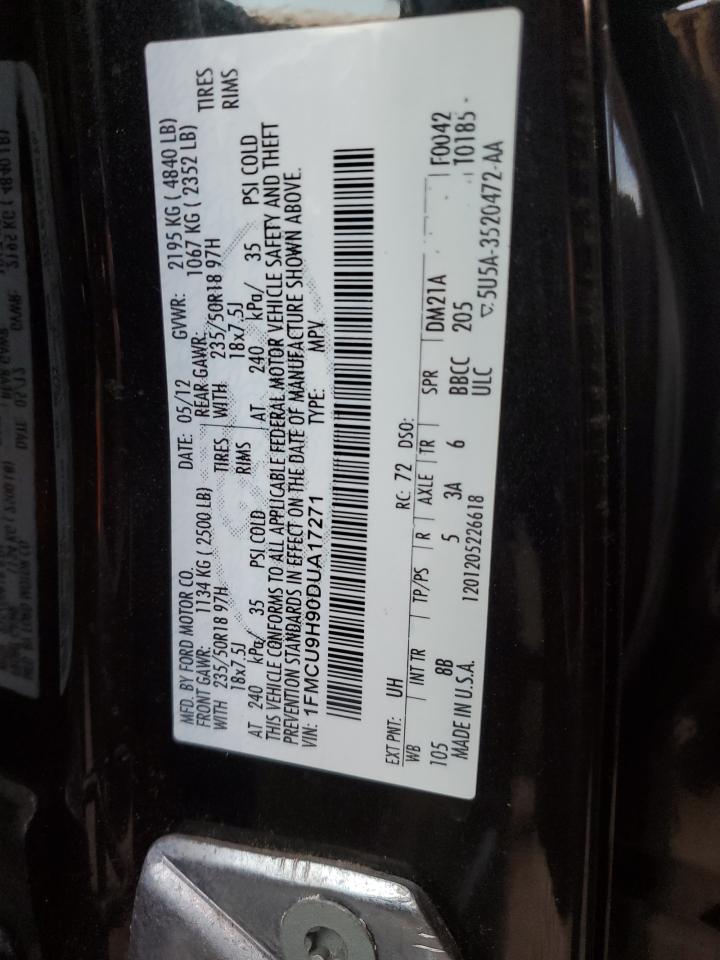 MFD. BY FORD MOTOR CO. DATE: 05/12 GVWR: 2195 KG ( 4840 LB)
FRONT GAWR: 1134 KG ( 2500 LB) REAR GAWR: 1067 KG ( 2352 LB)
WITH 235/50R18 97H TIRES WITH 235/50R18 97H TIRES
18x7.5J RIMS 18x7.5J RIMS
AT 240 kPa/ 35 PSI COLD AT 240 kPa/ 35 PSI COLD
THIS VEHICLE CONFORMS TO ALL APPLICABLE FEDERAL MOTOR VEHICLE SAFETY AND THEFT
PREVENTION STANDARDS IN EFFECT ON THE DATE OF MANUFACTURE SHOWN ABOVE.
VIN: 1FMCU9H90DUA17271 TYPE: MPV
EXT PNT: UH RC: 72 DSO: F0042
WB INT TR TP/PS R AXLE TR SPR DM21A T0185
105 8B 5 3A 6 BBCC 205
MADE IN U.S.A. 1201205226618 ULC 5U5A-3520472-AA